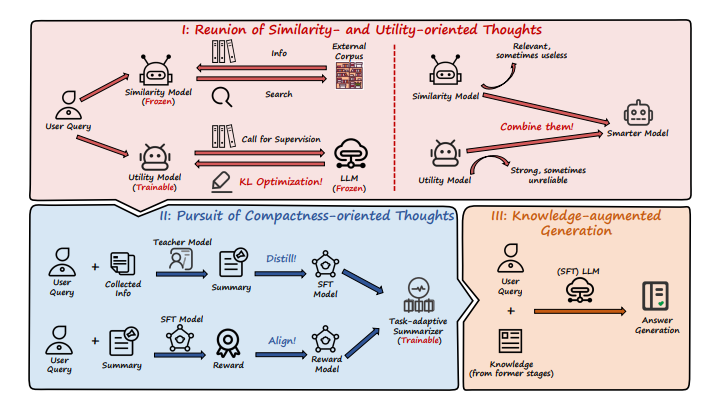 I: Reunion of Similarity- and Utility-oriented Thoughts
User Query
Similarity Model
(Frozen)
Info
Search
External
Corpus
Utility Model
(Trainable)
Call for Supervision
KL Optimization!
LLM
(Frozen)
Relevant,
sometimes useless
Similarity Model
Combine them!
Smarter Model
Utility Model
Strong, sometimes
unreliable
II: Pursuit of Compactness-oriented Thoughts
User
Query
+
Collected
Info
Teacher Model
Summary
Distill!
SFT
Model
User
Query
+
Summary
SFT Model
Reward
Align!
Reward
Model
Task-adaptive
Summarizer
(Trainable)
III: Knowledge-augmented
Generation
User
Query
+
Knowledge
(from former stages)
(SFT) LLM
Answer
Generation